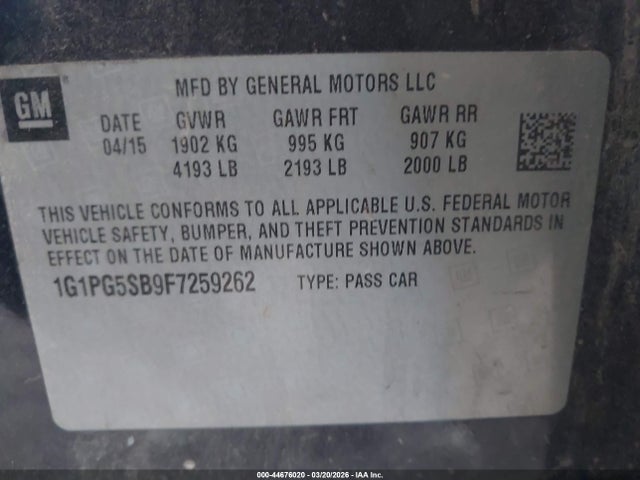 GM
MFD BY GENERAL MOTORS LLC
DATE GVWR GAWR FRT GAWR RR
04/15 1902 KG 995 KG 907 KG
4193 LB 2193 LB 2000 LB
THIS VEHICLE CONFORMS TO ALL APPLICABLE U.S. FEDERAL MOTOR
VEHICLE SAFETY, BUMPER, AND THEFT PREVENTION STANDARDS IN
EFFECT ON THE DATE OF MANUFACTURE SHOWN ABOVE.
1G1PG5SB9F7259262 TYPE: PASS CAR
000-44676020 | 03/20/2026 | IAA Inc.